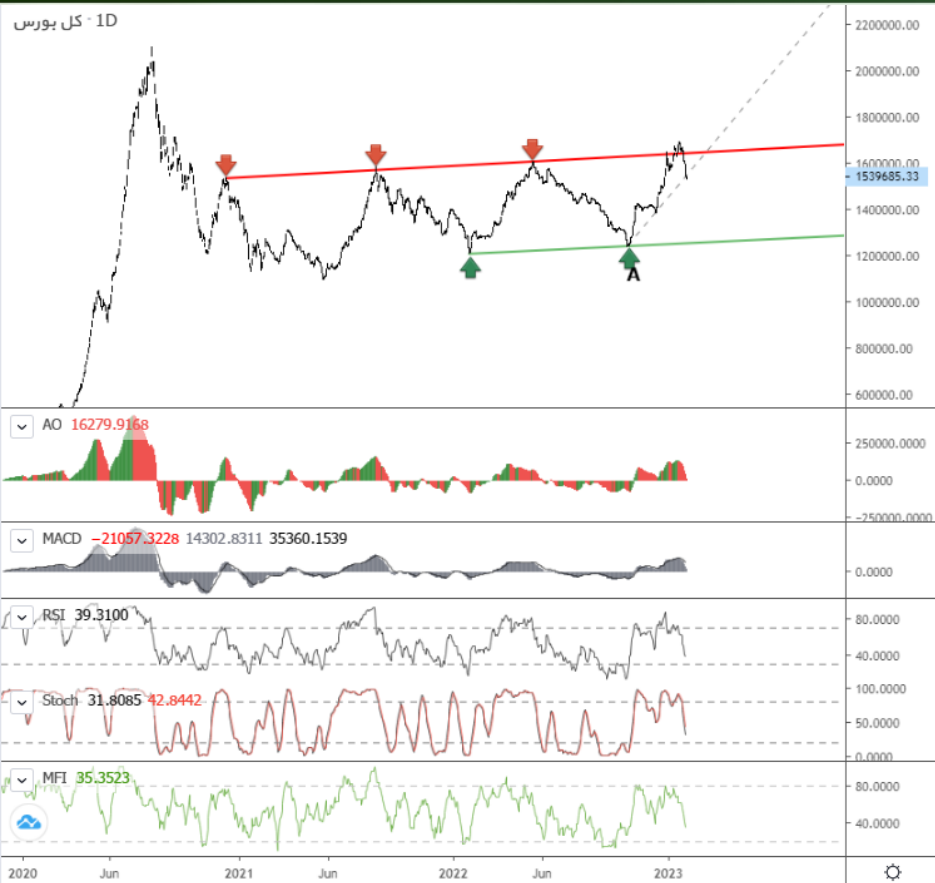 کل بورس - 1D
2200000.00
2000000.00
1800000.00
1600000.00
1539685.33
1400000.00
1200000.00
A
1000000.00
800000.00
600000.00
AO 16279.9168
250000.0000
0.0000
−250000.0000
MACD −21057.3228 14302.8311 35360.1539
0.0000
RSI 39.3100
80.0000
40.0000
100.0000
Stoch 31.8085 42.8442
50.0000
0.0000
MFI 35.3523
80.0000
40.0000
2020 Jun 2021 Jun 2022 Jun 2023